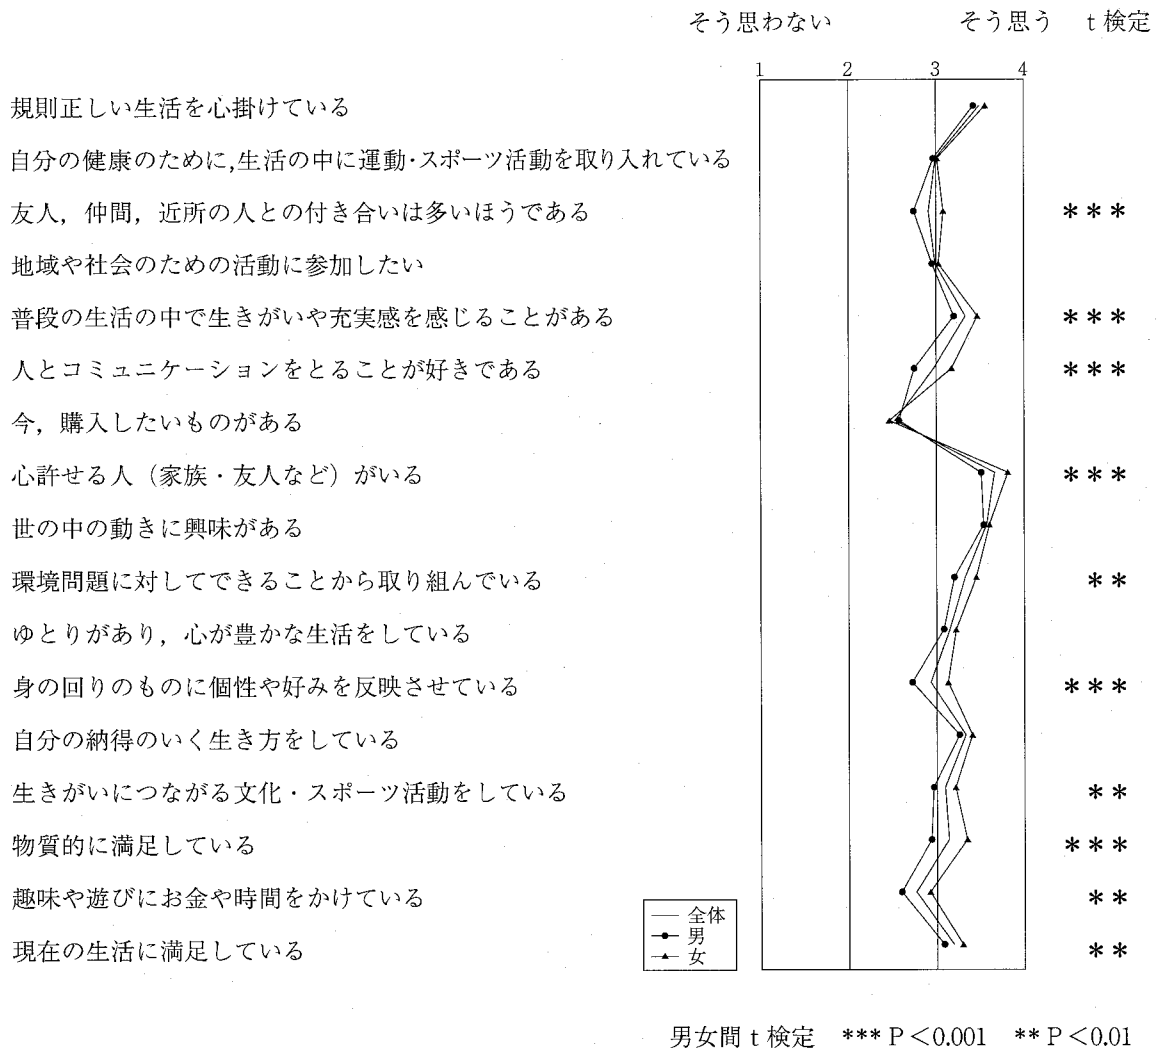 そう思わない そう思う t 検定
1 2 3 4
規則正しい生活を心掛けている
自分の健康のために,生活の中に運動・スポーツ活動を取り入れている
友人，仲間，近所の人との付き合いは多いほうである ***
地域や社会のための活動に参加したい
普段の生活の中で生きがいや充実感を感じることがある ***
人とコミュニケーションをとることが好きである ***
今，購入したいものがある
心許せる人（家族・友人など）がいる ***
世の中の動きに興味がある
環境問題に対してできることから取り組んでいる **
ゆとりがあり，心が豊かな生活をしている
身の回りのものに個性や好みを反映させている ***
自分の納得のいく生き方をしている
生きがいにつながる文化・スポーツ活動をしている **
物質的に満足している ***
趣味や遊びにお金や時間をかけている **
現在の生活に満足している **
全体
男
女
男女間 t 検定 *** P＜0.001 ** P＜0.01